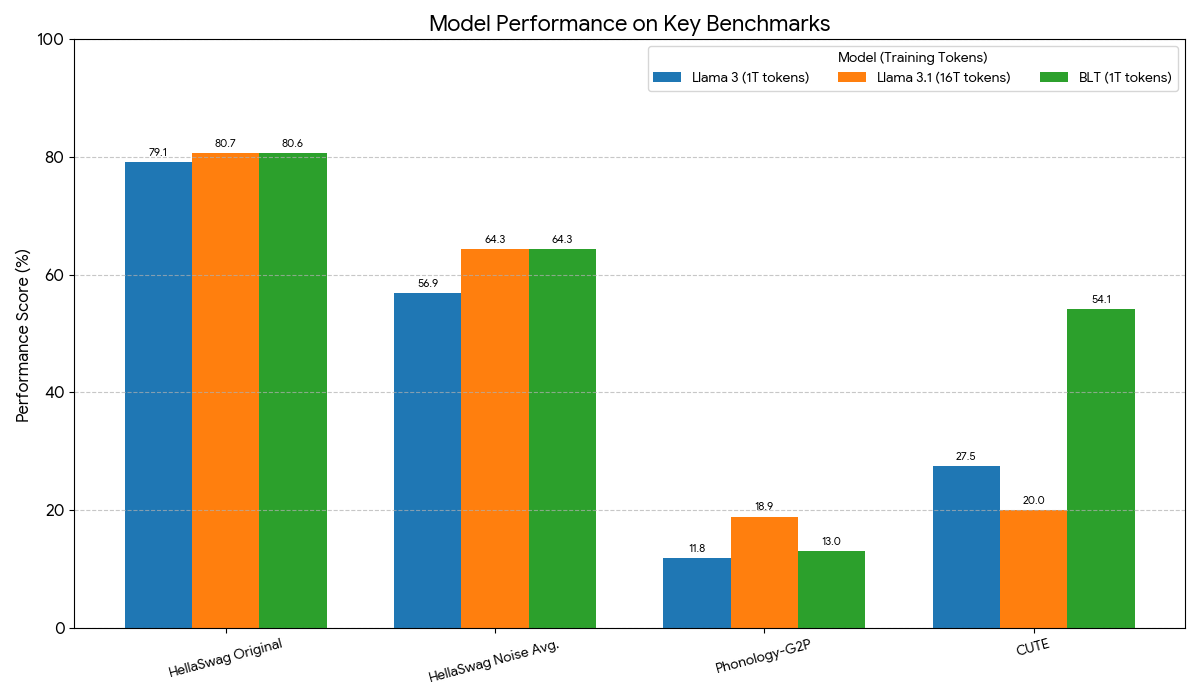 Model Performance on Key Benchmarks
Model (Training Tokens)
Llama 3 (1T tokens) Llama 3.1 (16T tokens) BLT (1T tokens)
Performance Score (%)
100
80
60
40
20
0
79.1 80.7 80.6
56.9 64.3 64.3
11.8 18.9 13.0
27.5 20.0 54.1
HellaSwag Original HellaSwag Noise Avg. Phonology-G2P CUTE